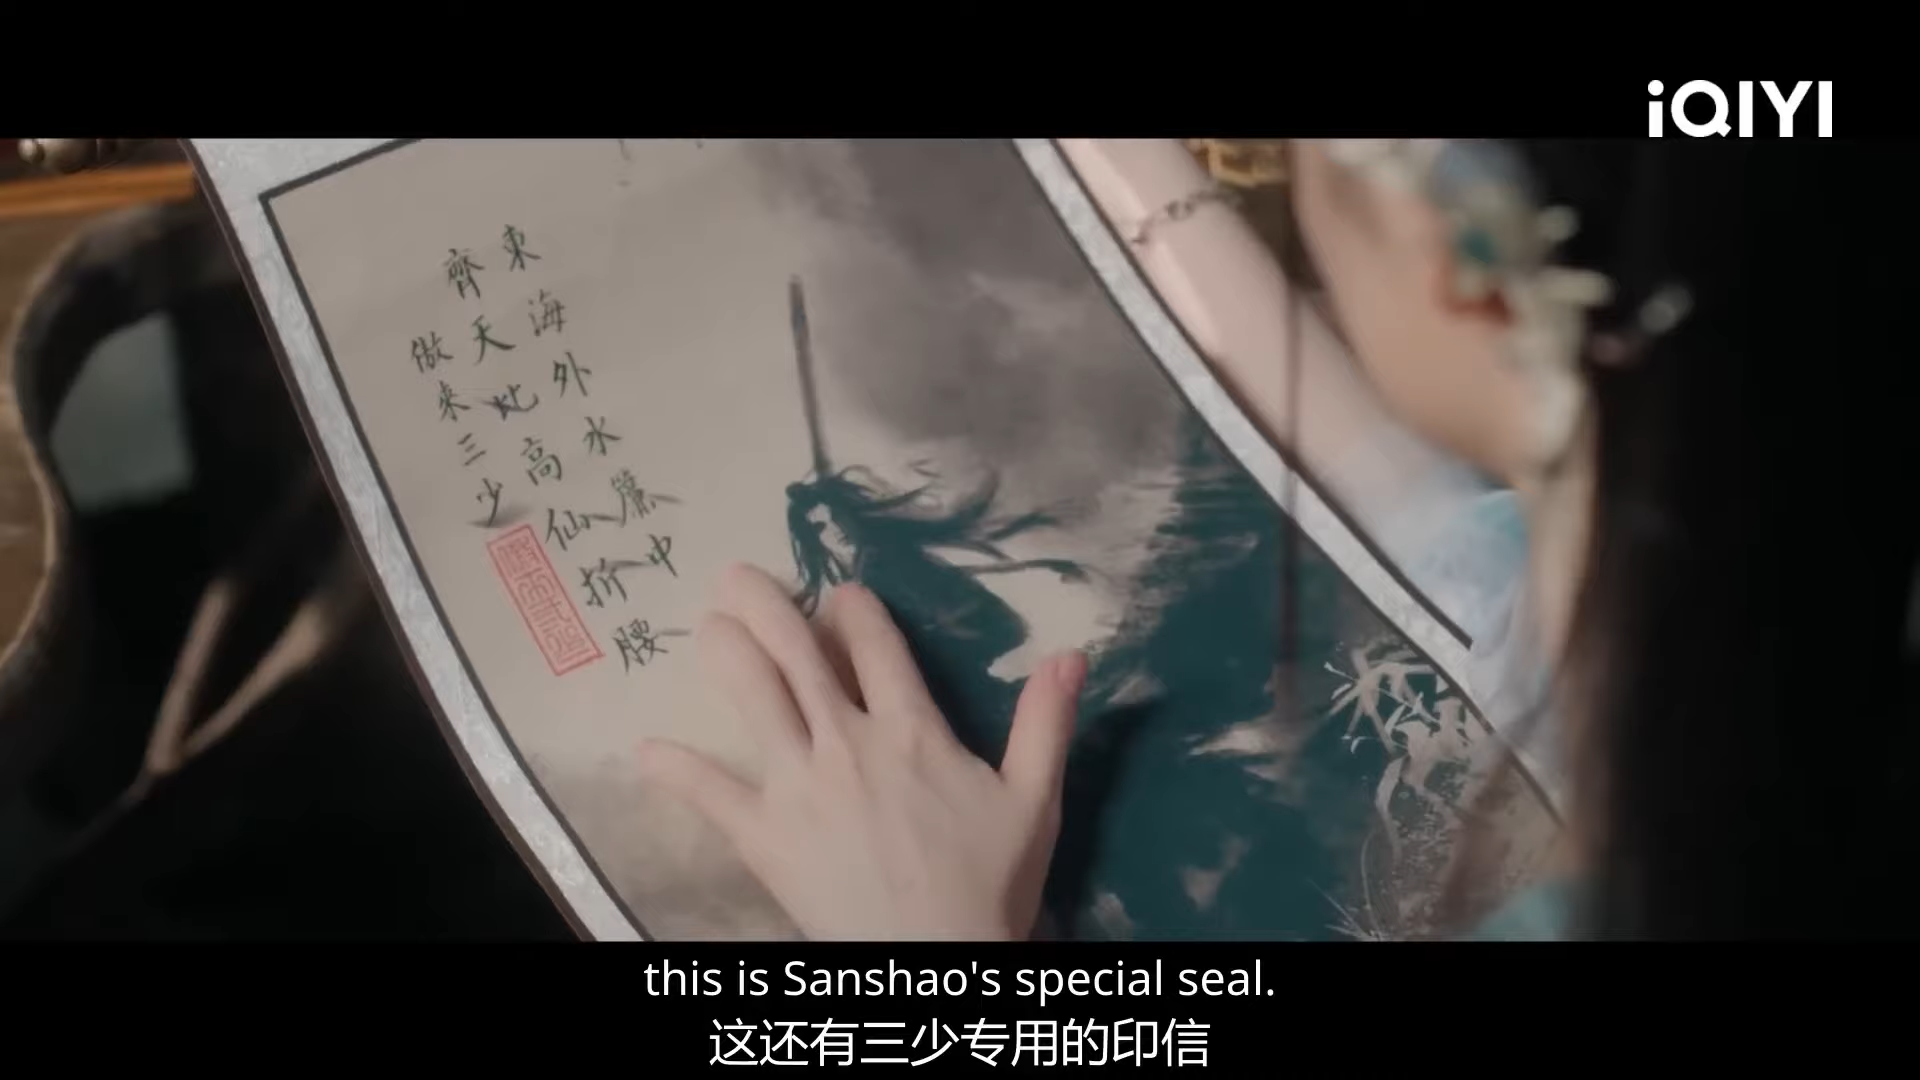 iQIYI
東海外水簾中
齊天比高仙折腰
傲來三少
this is Sanshao's special seal.
这还有三少专用的印信